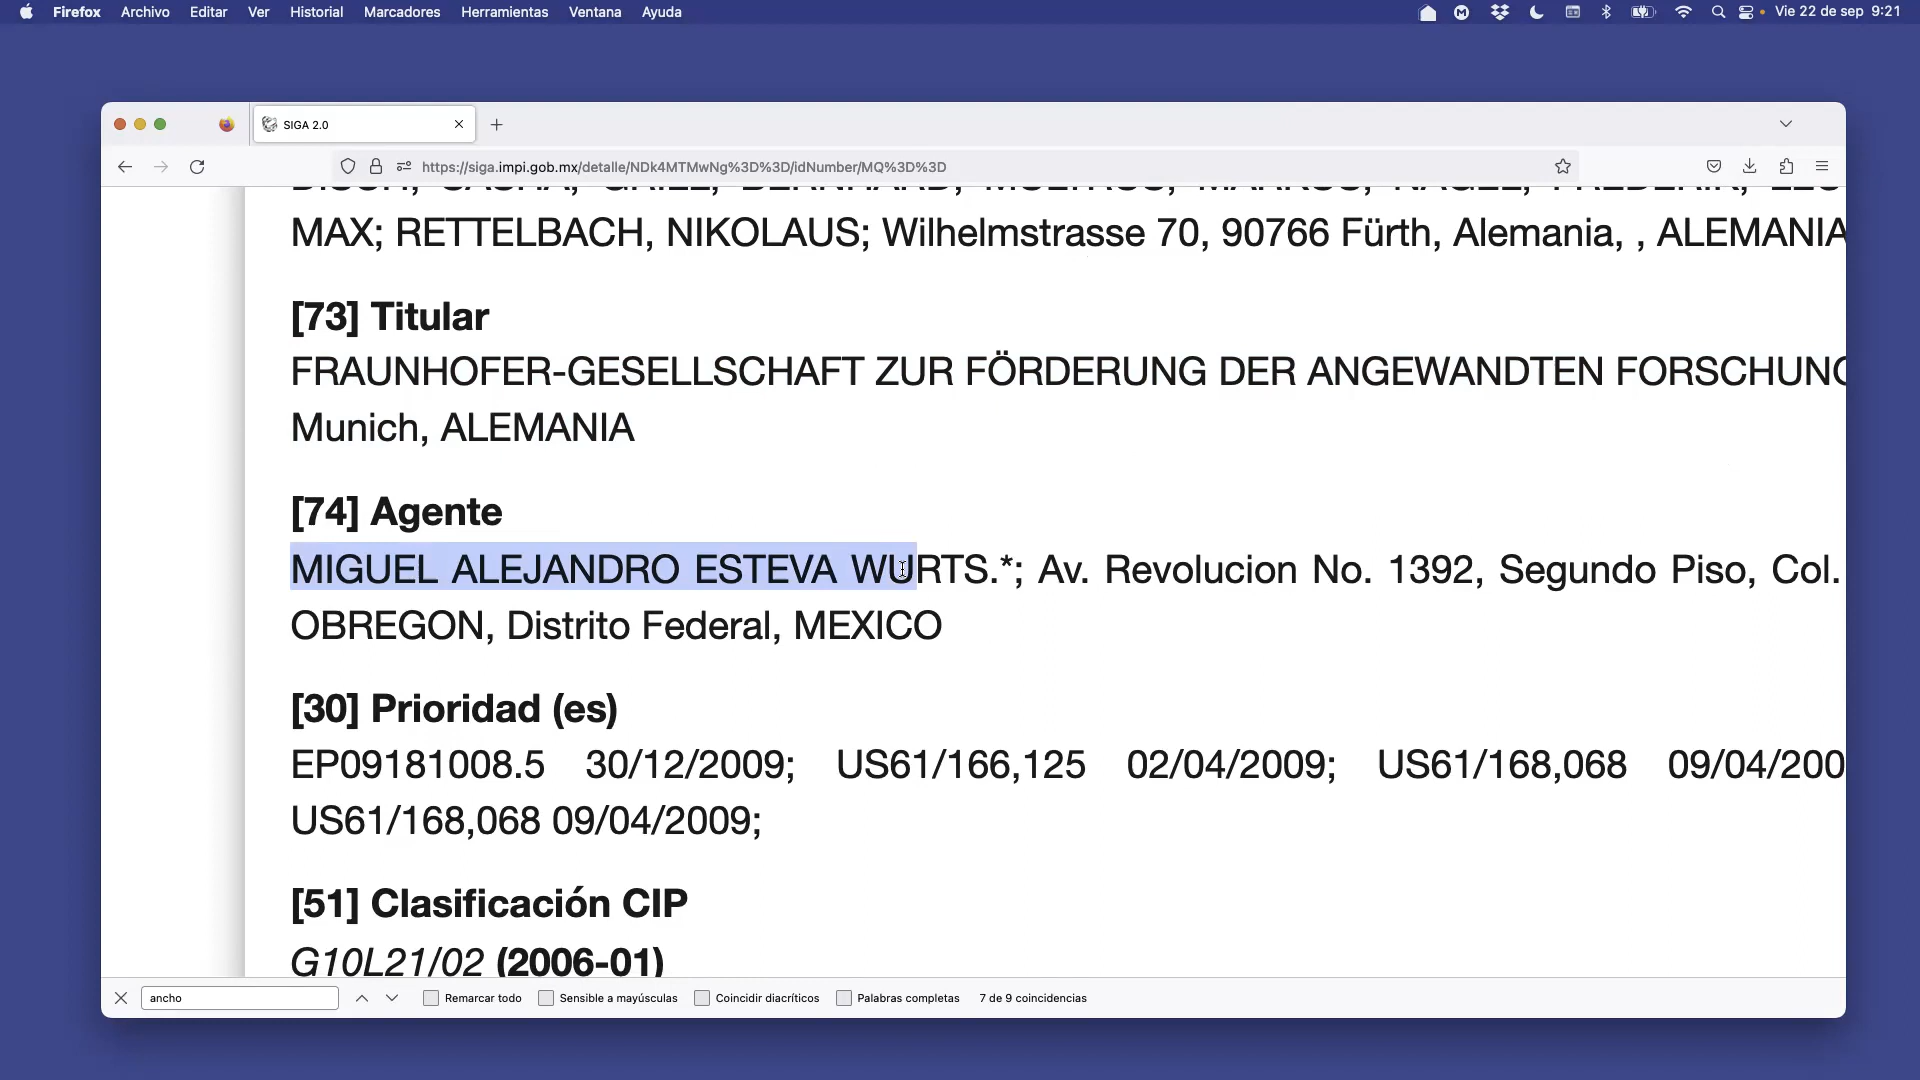 Firefox Archivo Editar Ver Historial Marcadores Herramientas Ventana Ayuda Vie 22 de sep 9:21
SIGA 2.0
https://siga.impi.gob.mx/detalle/NDk4MTMwNg%3D%3D/idNumber/MQ%3D%3D
MAX; RETTELBACH, NIKOLAUS; Wilhelmstrasse 70, 90766 Fürth, Alemania, , ALEMANIA
[73] Titular
FRAUNHOFER-GESELLSCHAFT ZUR FÖRDERUNG DER ANGEWANDTEN FORSCHUNG
Munich, ALEMANIA
[74] Agente
MIGUEL ALEJANDRO ESTEVA WURTS.*; Av. Revolucion No. 1392, Segundo Piso, Col.
OBREGON, Distrito Federal, MEXICO
[30] Prioridad (es)
EP09181008.5 30/12/2009; US61/166,125 02/04/2009; US61/168,068 09/04/200
US61/168,068 09/04/2009;
[51] Clasificación CIP
G10L21/02 (2006-01)
ancho Remarcar todo Sensible a mayúsculas Coincidir diacríticos Palabras completas 7 de 9 coincidencias